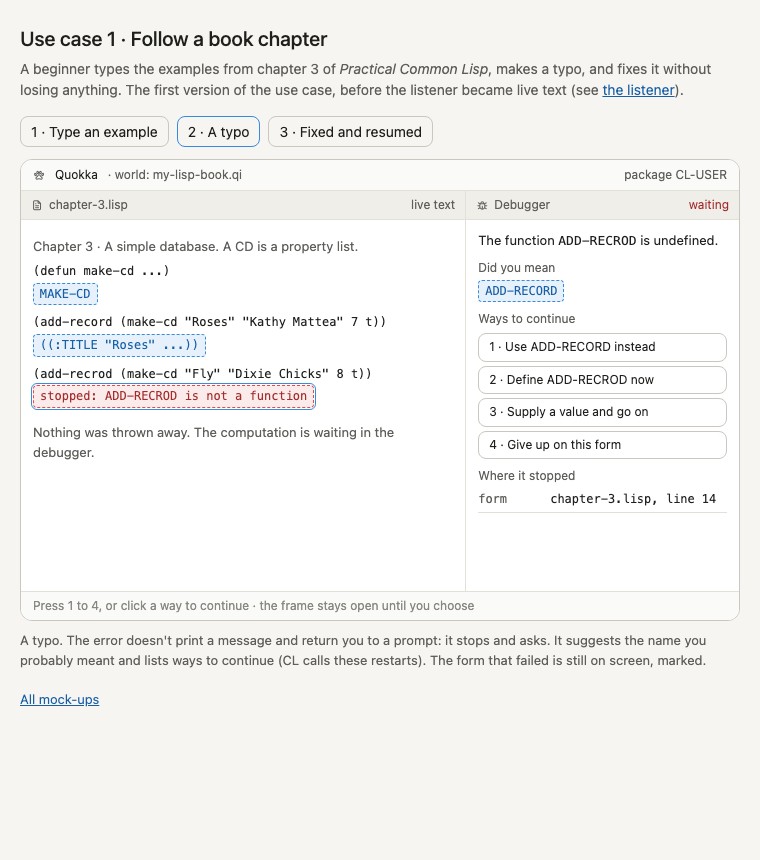 Use case 1 · Follow a book chapter
A beginner types the examples from chapter 3 of Practical Common Lisp, makes a typo, and fixes it without
losing anything. The first version of the use case, before the listener became live text (see the listener).
1 · Type an example
2 · A typo
3 · Fixed and resumed
Quokka · world: my-lisp-book.qi
package CL-USER
chapter-3.lisp
live text
Chapter 3 · A simple database. A CD is a property list.
(defun make-cd ...)
MAKE-CD
(add-record (make-cd "Roses" "Kathy Mattea" 7 t))
((:TITLE "Roses" ...))
(add-recrod (make-cd "Fly" "Dixie Chicks" 8 t))
stopped: ADD-RECROD is not a function
Nothing was thrown away. The computation is waiting in the
debugger.
Debugger
waiting
The function ADD-RECROD is undefined.
Did you mean
ADD-RECORD
Ways to continue
1 · Use ADD-RECORD instead
2 · Define ADD-RECROD now
3 · Supply a value and go on
4 · Give up on this form
Where it stopped
form chapter-3.lisp, line 14
Press 1 to 4, or click a way to continue · the frame stays open until you choose
A typo. The error doesn't print a message and return you to a prompt: it stops and asks. It suggests the name you
probably meant and lists ways to continue (CL calls these restarts). The form that failed is still on screen, marked.
All mock-ups